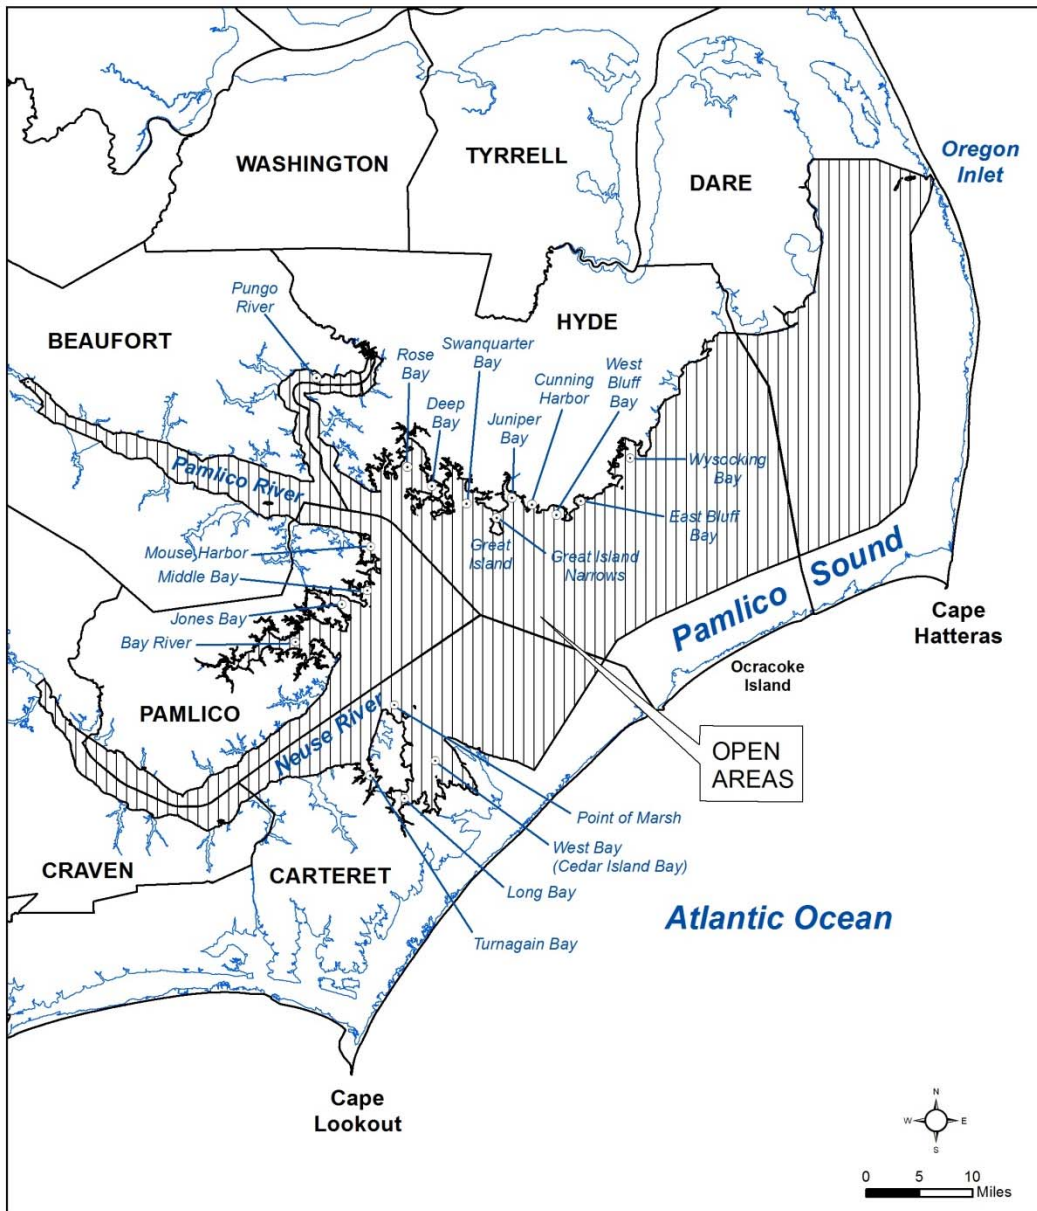 WASHINGTON
TYRRELL
DARE
Oregon
Inlet
Pungo
River
BEAUFORT
HYDE
Rose
Bay
Swanquarter
Bay
West
Bluff
Bay
Cunning
Harbor
Deep
Bay
Juniper
Bay
Pamlico River
Wysocking
Bay
East Bluff
Bay
Great
Island
Great Island
Narrows
Mouse Harbor
Middle Bay
Jones Bay
Bay River
Pamlico Sound
Cape
Hatteras
Ocracoke
Island
PAMLICO
Neuse River
OPEN
AREAS
Point of Marsh
West Bay
(Cedar Island Bay)
CRAVEN
CARTERET
Long Bay
Turnagain Bay
Atlantic Ocean
Cape
Lookout
N
W E
S
0 5 10
Miles